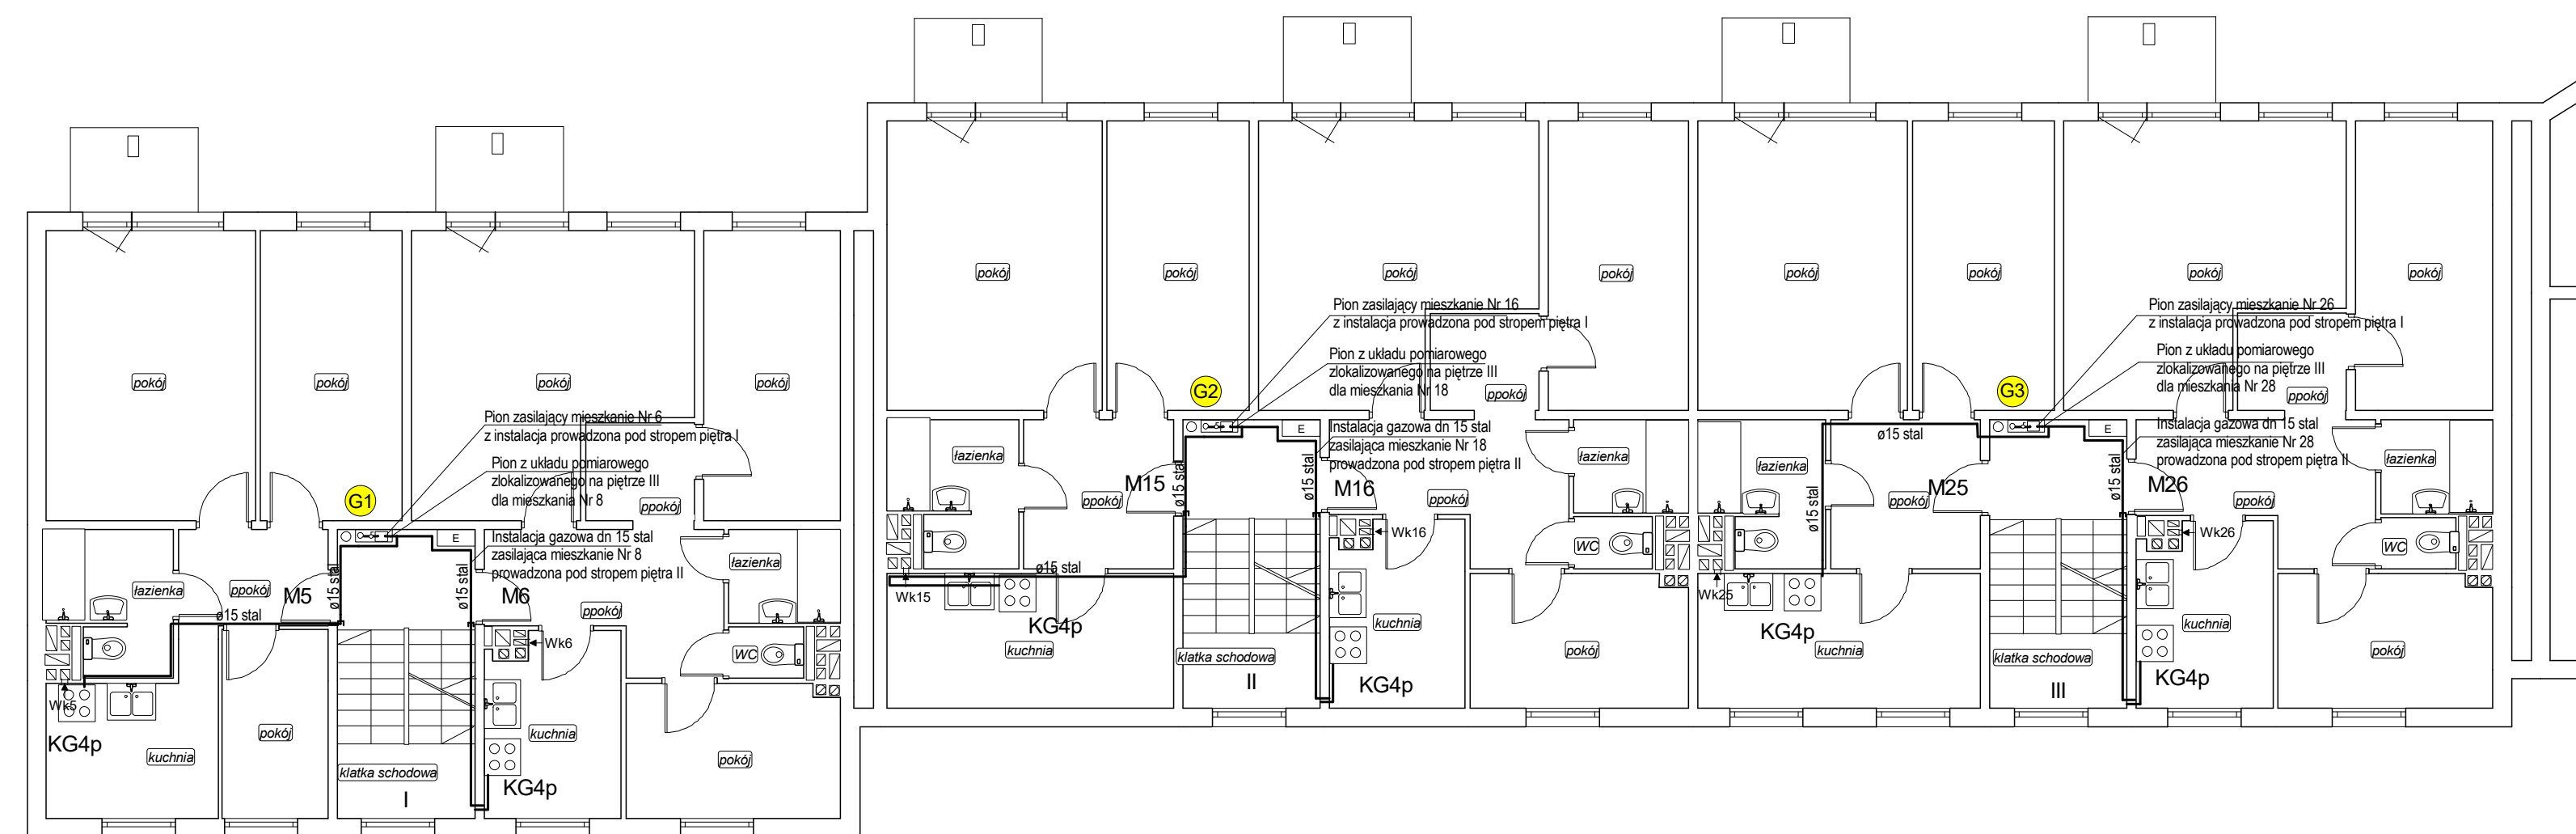 pokój
pokój
pokój
pokój
Pion zasilający mieszkanie Nr 6
z instalacja prowadzona pod stropem piętra I
Pion z układu pomiarowego
zlokalizowanego na piętrze III
dla mieszkania Nr 8
G1
ppokój
E
Instalacja gazowa dn 15 stal
zasilająca mieszkanie Nr 8
prowadzona pod stropem piętra II
łazienka
łazienka
ppokój
M5
ø15 stal
ø15 stal
ø15 stal
M6
ppokój
Wk6
WC
Wk5
KG4p
kuchnia
pokój
klatka schodowa
I
kuchnia
KG4p
pokój
pokój
pokój
pokój
pokój
Pion zasilający mieszkanie Nr 16
z instalacja prowadzona pod stropem piętra I
Pion z układu pomiarowego
zlokalizowanego na piętrze III
dla mieszkania Nr 18
G2
ppokój
E
Instalacja gazowa dn 15 stal
zasilająca mieszkanie Nr 18
prowadzona pod stropem piętra II
łazienka
łazienka
M15
ppokój
ø15 stal
ø15 stal
M16
ppokój
Wk16
WC
ø15 stal
Wk15
KG4p
kuchnia
klatka schodowa
II
kuchnia
KG4p
pokój
pokój
pokój
pokój
pokój
Pion zasilający mieszkanie Nr 26
z instalacja prowadzona pod stropem piętra I
Pion z układu pomiarowego
zlokalizowanego na piętrze III
dla mieszkania Nr 28
G3
ppokój
E
Instalacja gazowa dn 15 stal
zasilająca mieszkanie Nr 28
prowadzona pod stropem piętra II
ø15 stal
łazienka
łazienka
ø15 stal
ppokój
M25
ø15 stal
M26
ppokój
Wk26
WC
Wk25
KG4p
kuchnia
klatka schodowa
III
kuchnia
KG4p
pokój